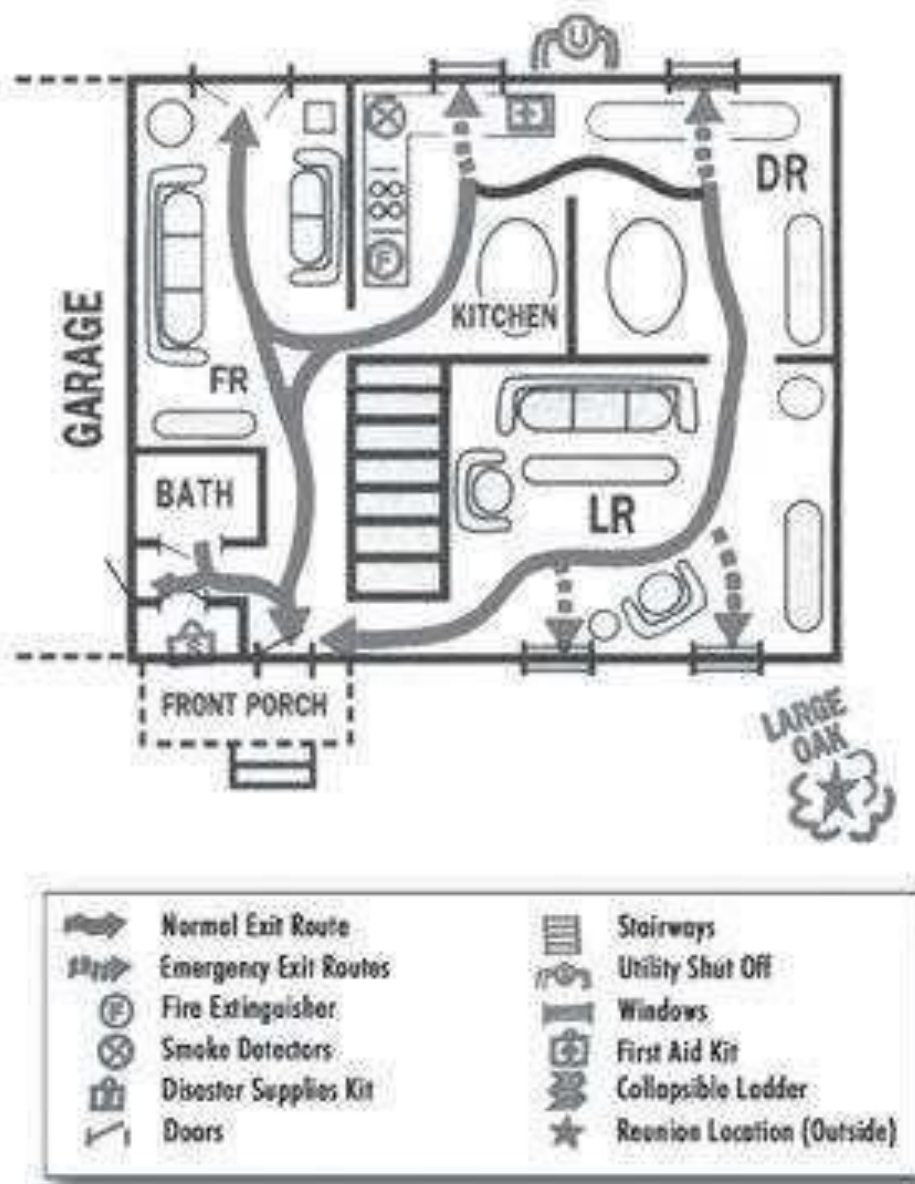 U
DR
F
KITCHEN
GARAGE
FR
BATH
LR
S
FRONT PORCH
LARGE
OAK
Normal Exit Route
Emergency Exit Routes
F Fire Extinguisher
Smoke Detectors
Disaster Supplies Kit
Doors
Stairways
U Utility Shut Off
Windows
First Aid Kit
Collapsible Ladder
Reunion Location (Outside)